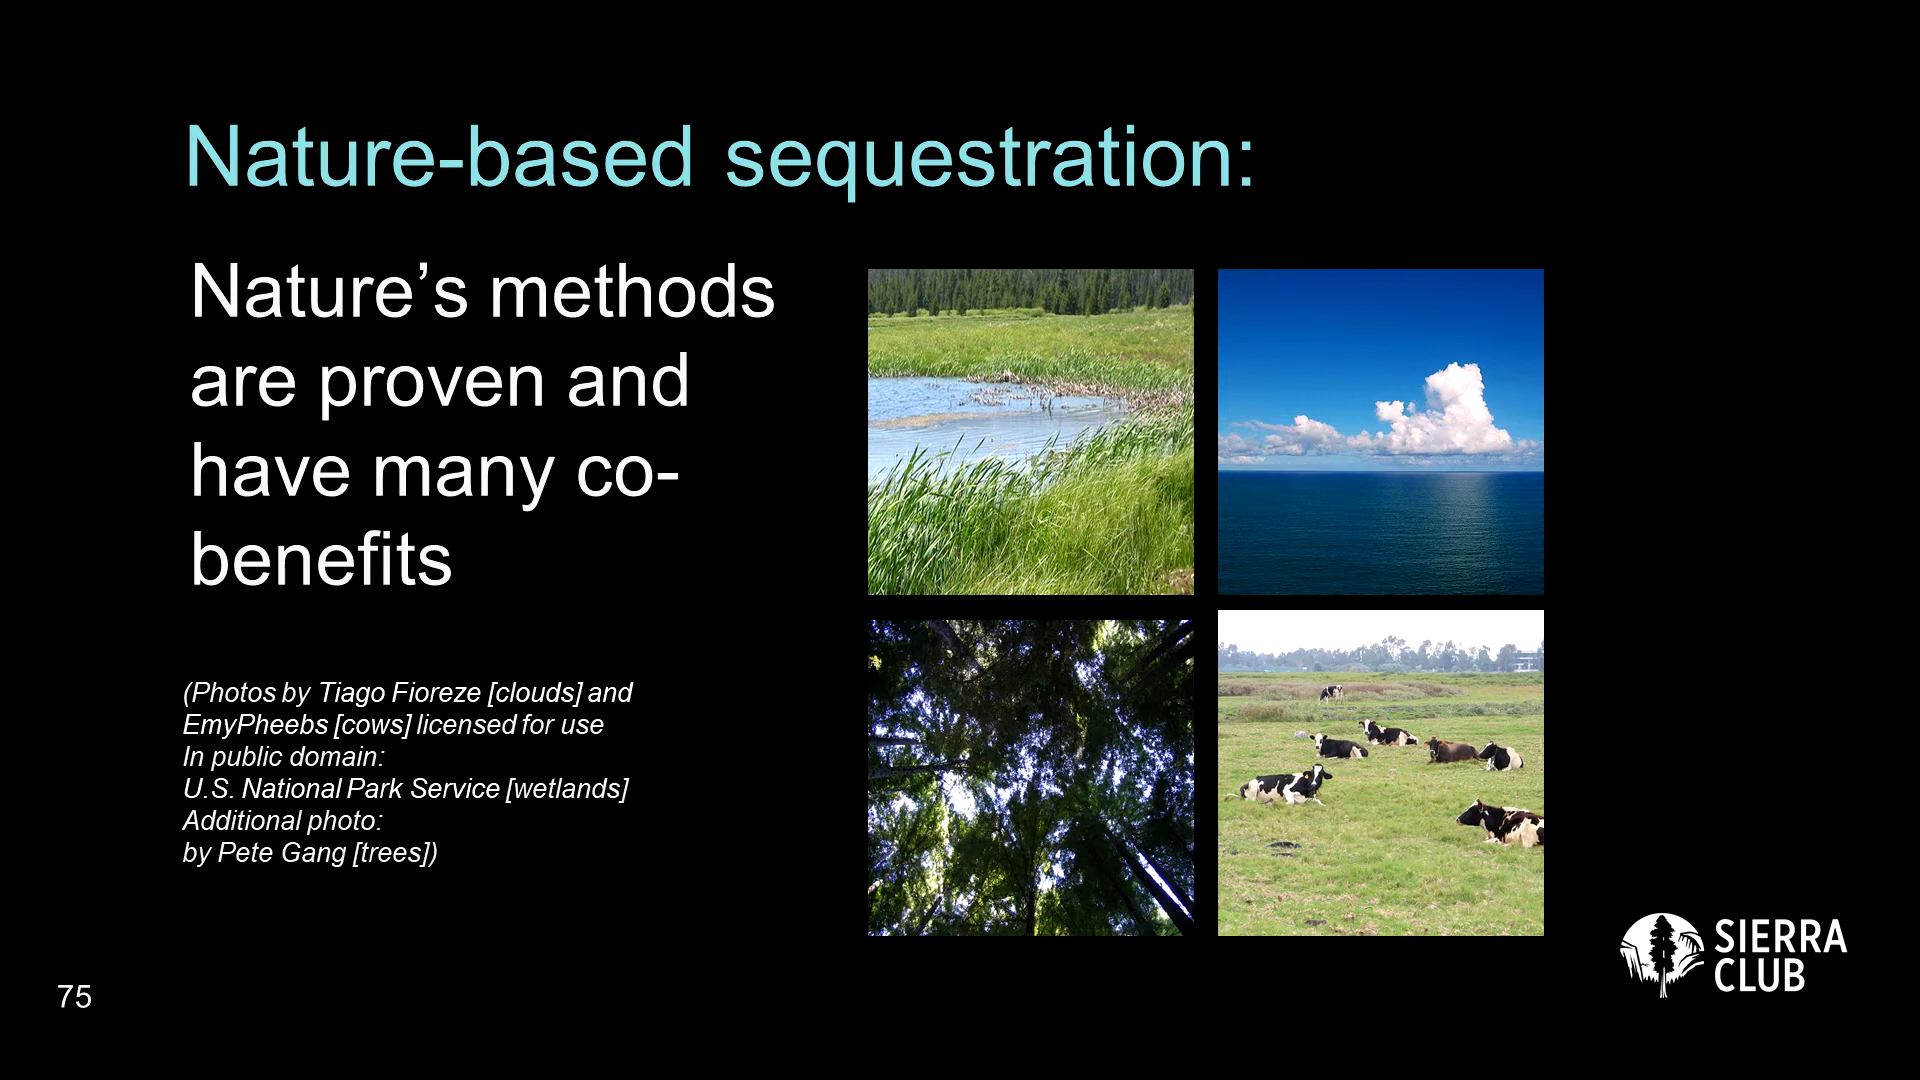 Nature-based sequestration:
Nature’s methods
are proven and
have many co-
benefits
(Photos by Tiago Fioreze [clouds] and
EmyPheebs [cows] licensed for use
In public domain:
U.S. National Park Service [wetlands]
Additional photo:
by Pete Gang [trees])
SIERRA
CLUB
75